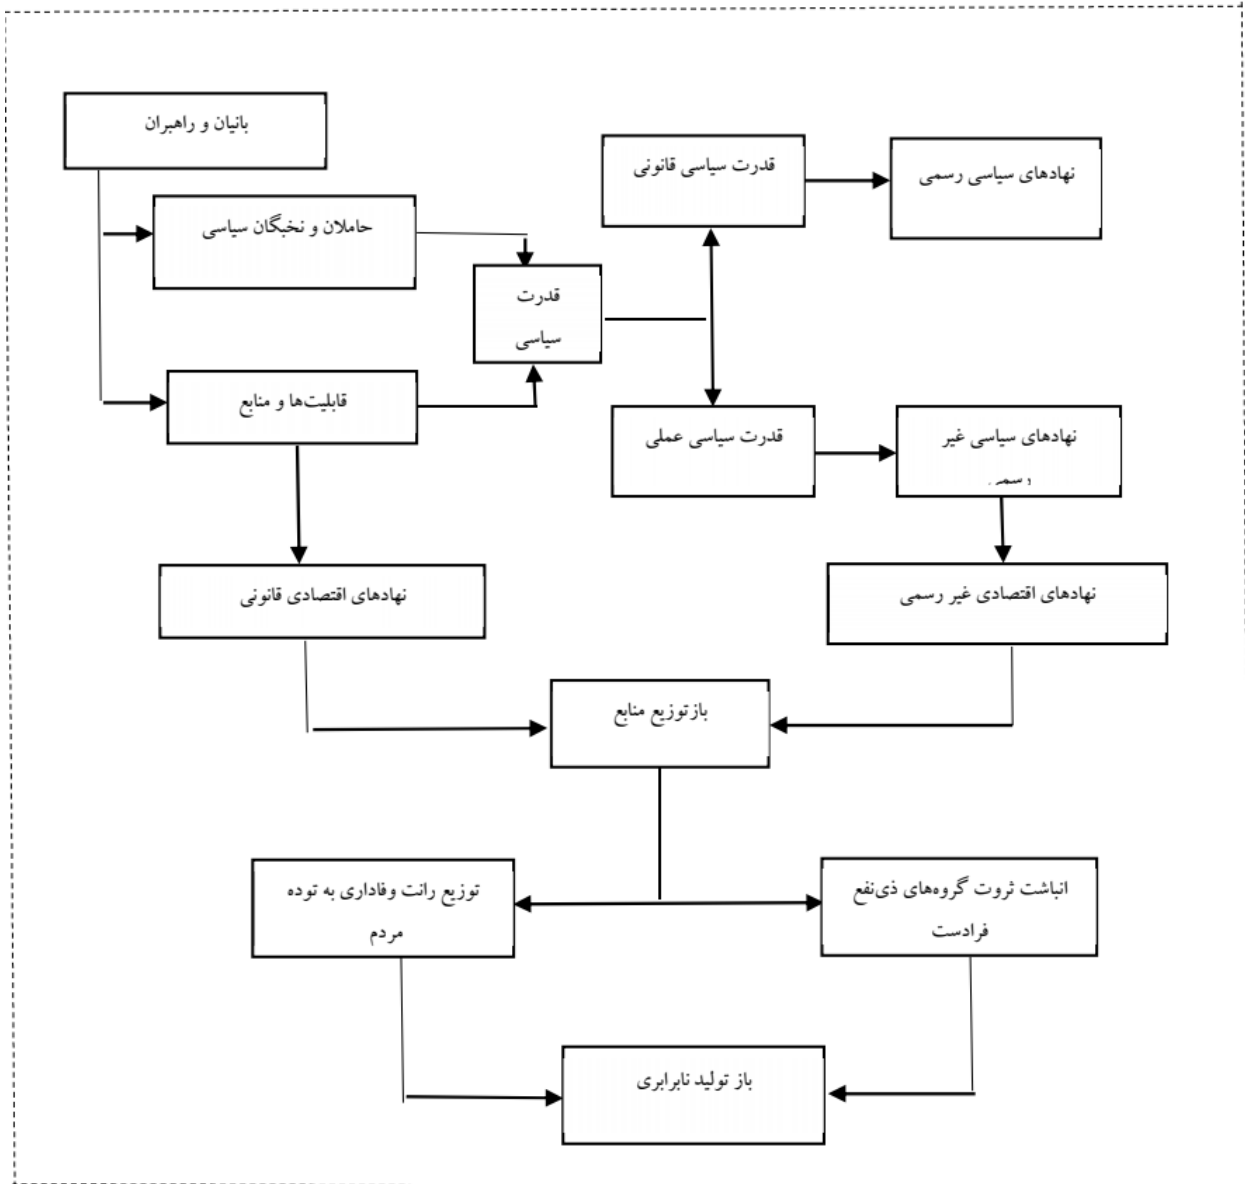 بانیان و راهبران
قدرت سیاسی قانونی
نهادهای سیاسی رسمی
حاملان و نخبگان سیاسی
قدرت
سیاسی
قابلیت‌ها و منابع
قدرت سیاسی عملی
نهادهای سیاسی غیر
رسمی
نهادهای اقتصادی قانونی
نهادهای اقتصادی غیر رسمی
بازتوزیع منابع
توزیع رانت وفاداری به توده
مردم
انباشت ثروت گروه‌های ذی‌نفع
فرادست
باز تولید نابرابری